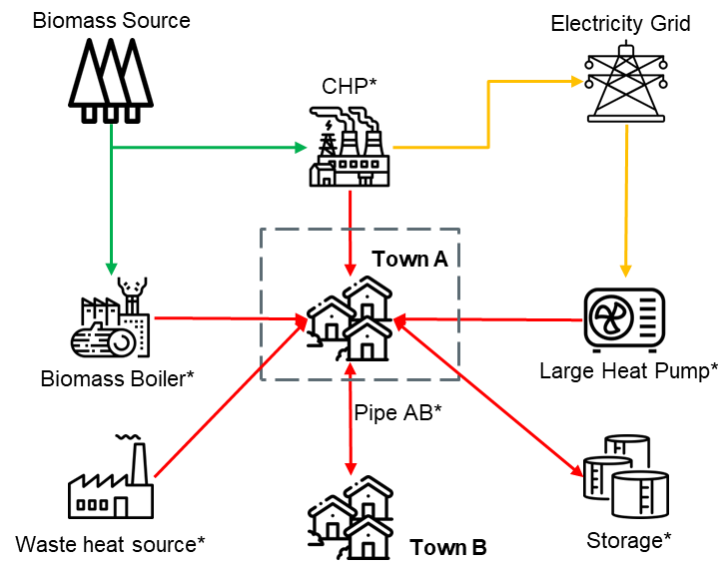 Biomass Source
Electricity Grid
CHP*
Town A
Biomass Boiler*
Large Heat Pump*
Pipe AB*
Waste heat source*
Town B
Storage*